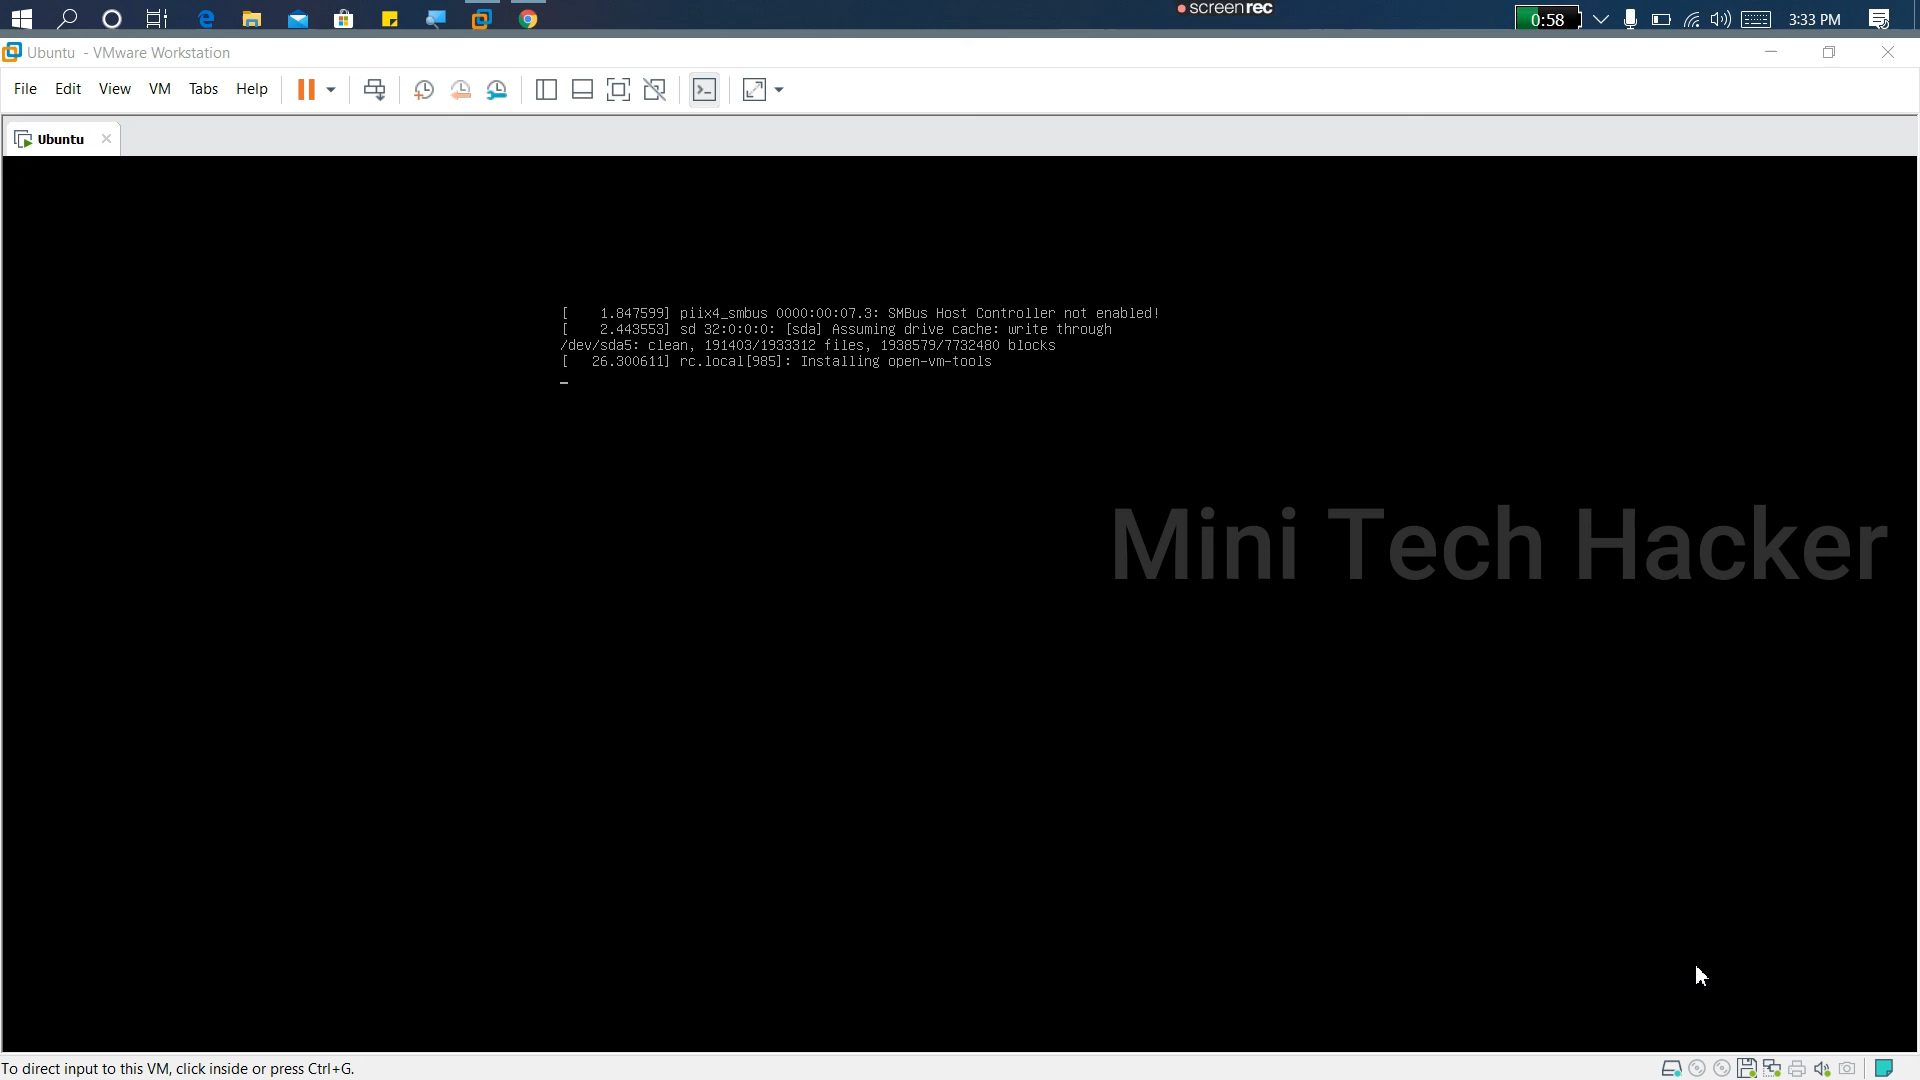 screenrec
0:58
3:33 PM
Ubuntu - VMware Workstation
File Edit View VM Tabs Help
Ubuntu
[    1.847599] piix4_smbus 0000:00:07.3: SMBus Host Controller not enabled!
[    2.443553] sd 32:0:0:0: [sda] Assuming drive cache: write through
/dev/sda5: clean, 191403/1933312 files, 1938579/7732480 blocks
[   26.300611] rc.local[985]: Installing open-vm-tools
Mini Tech Hacker
To direct input to this VM, click inside or press Ctrl+G.